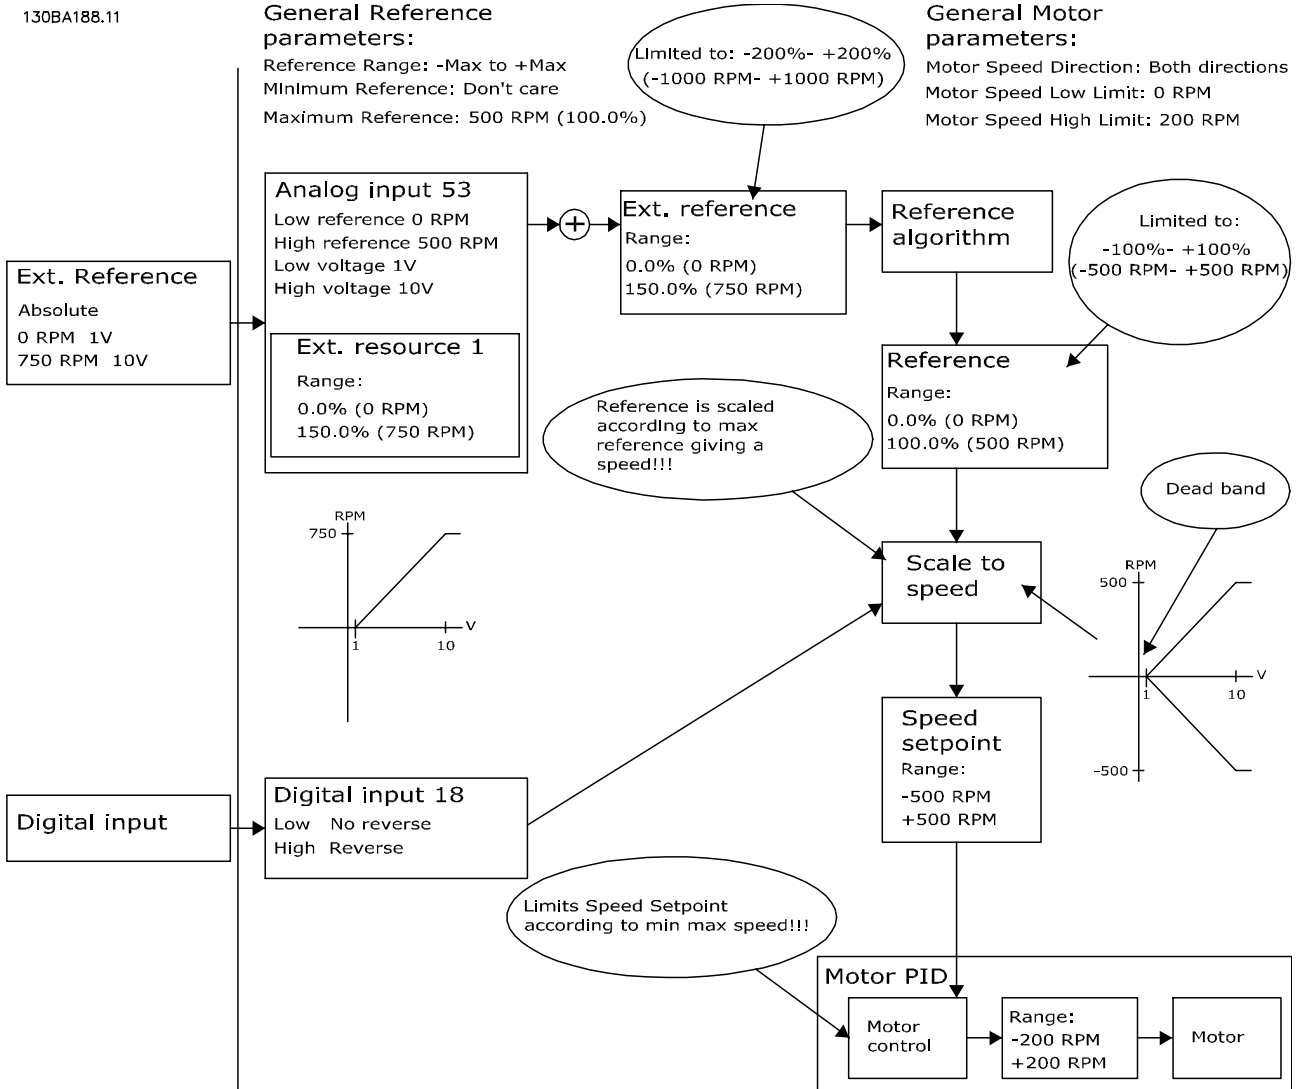 130BA188.11
General Reference
parameters:
Reference Range: -Max to +Max
Minimum Reference: Don't care
Maximum Reference: 500 RPM (100.0%)
Limited to: -200%- +200%
(-1000 RPM- +1000 RPM)
General Motor
parameters:
Motor Speed Direction: Both directions
Motor Speed Low Limit: 0 RPM
Motor Speed High Limit: 200 RPM
Ext. Reference
Absolute
0 RPM 1V
750 RPM 10V
Analog input 53
Low reference 0 RPM
High reference 500 RPM
Low voltage 1V
High voltage 10V
Ext. resource 1
Range:
0.0% (0 RPM)
150.0% (750 RPM)
Ext. reference
Range:
0.0% (0 RPM)
150.0% (750 RPM)
Reference
algorithm
Limited to:
-100%- +100%
(-500 RPM- +500 RPM)
Reference
Range:
0.0% (0 RPM)
100.0% (500 RPM)
Reference is scaled
according to max
reference giving a
speed!!!
Dead band
RPM
750
1
10
V
Scale to
speed
RPM
500
1
10
V
-500
Speed
setpoint
Range:
-500 RPM
+500 RPM
Digital input
Digital input 18
Low No reverse
High Reverse
Limits Speed Setpoint
according to min max speed!!!
Motor PID
Motor
control
Range:
-200 RPM
+200 RPM
Motor